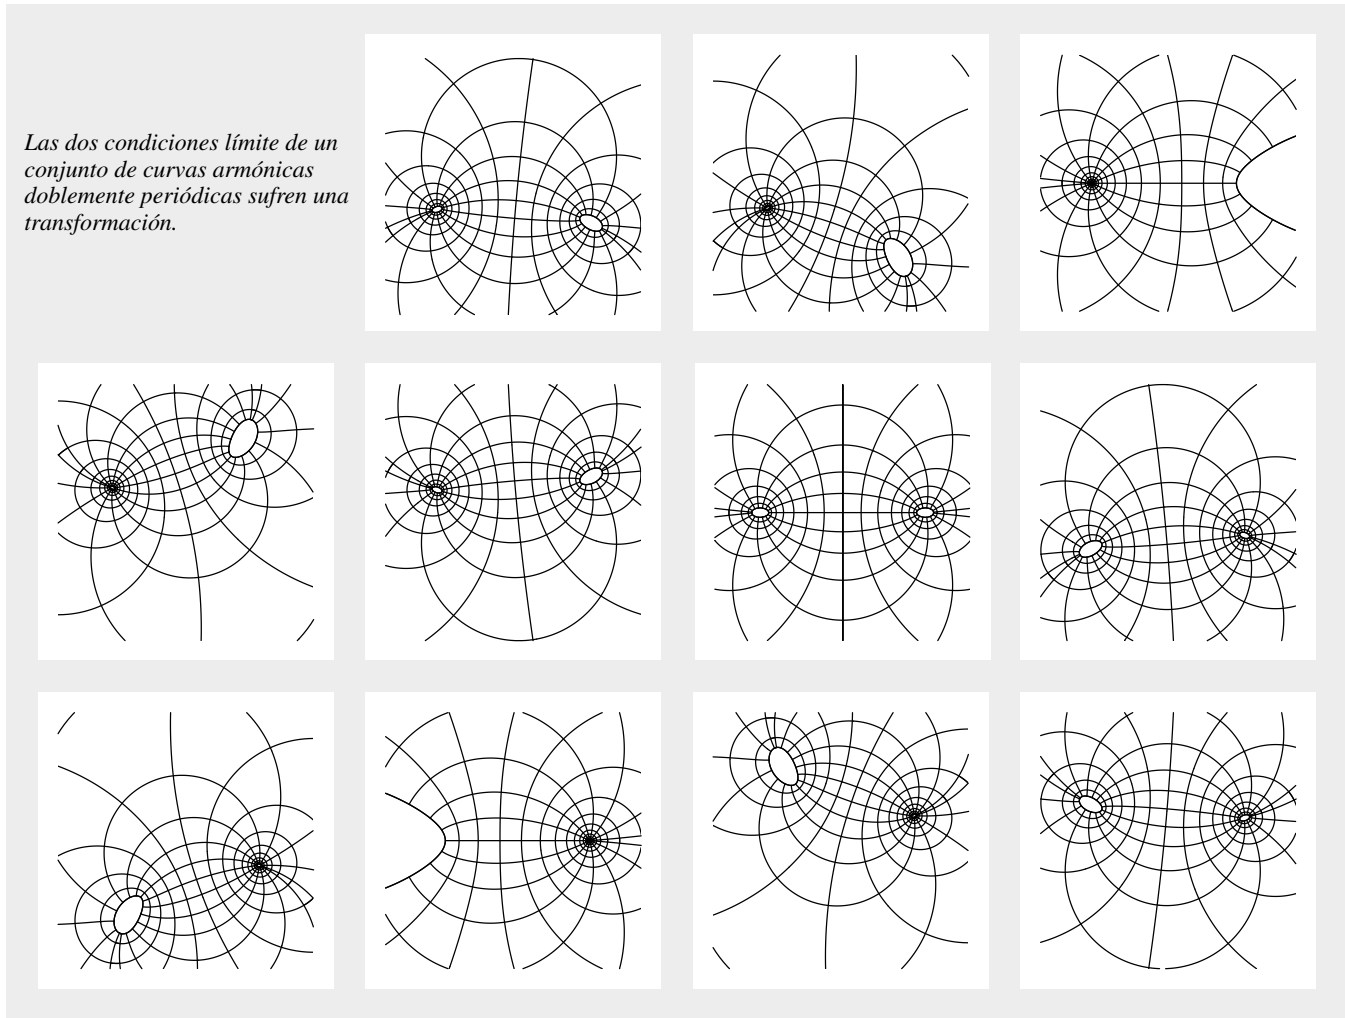 Las dos condiciones límite de un
conjunto de curvas armónicas
doblemente periódicas sufren una
transformación.